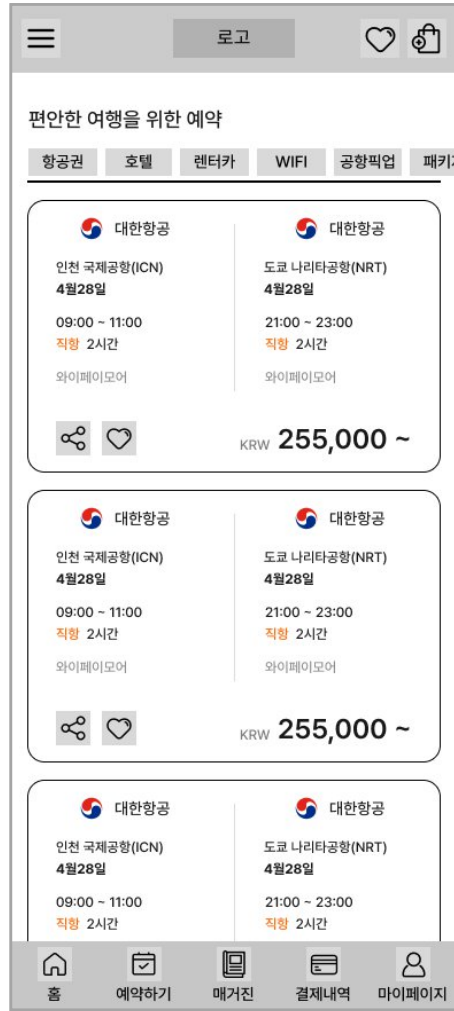 로고
편안한 여행을 위한 예약
항공권 호텔 렌터카 WIFI 공항픽업
대한항공 대한항공
인천 국제공항(ICN) 도쿄 나리타공항(NRT)
4월28일 4월28일
09:00 ~ 11:00 21:00 ~ 23:00
직항 2시간 직항 2시간
와이페이모어 와이페이모어
KRW 255,000 ~
대한항공 대한항공
인천 국제공항(ICN) 도쿄 나리타공항(NRT)
4월28일 4월28일
09:00 ~ 11:00 21:00 ~ 23:00
직항 2시간 직항 2시간
와이페이모어 와이페이모어
KRW 255,000 ~
대한항공 대한항공
인천 국제공항(ICN) 도쿄 나리타공항(NRT)
4월28일 4월28일
09:00 ~ 11:00 21:00 ~ 23:00
직항 2시간 직항 2시간
홈 예약하기 매거진 결제내역 마이페이지